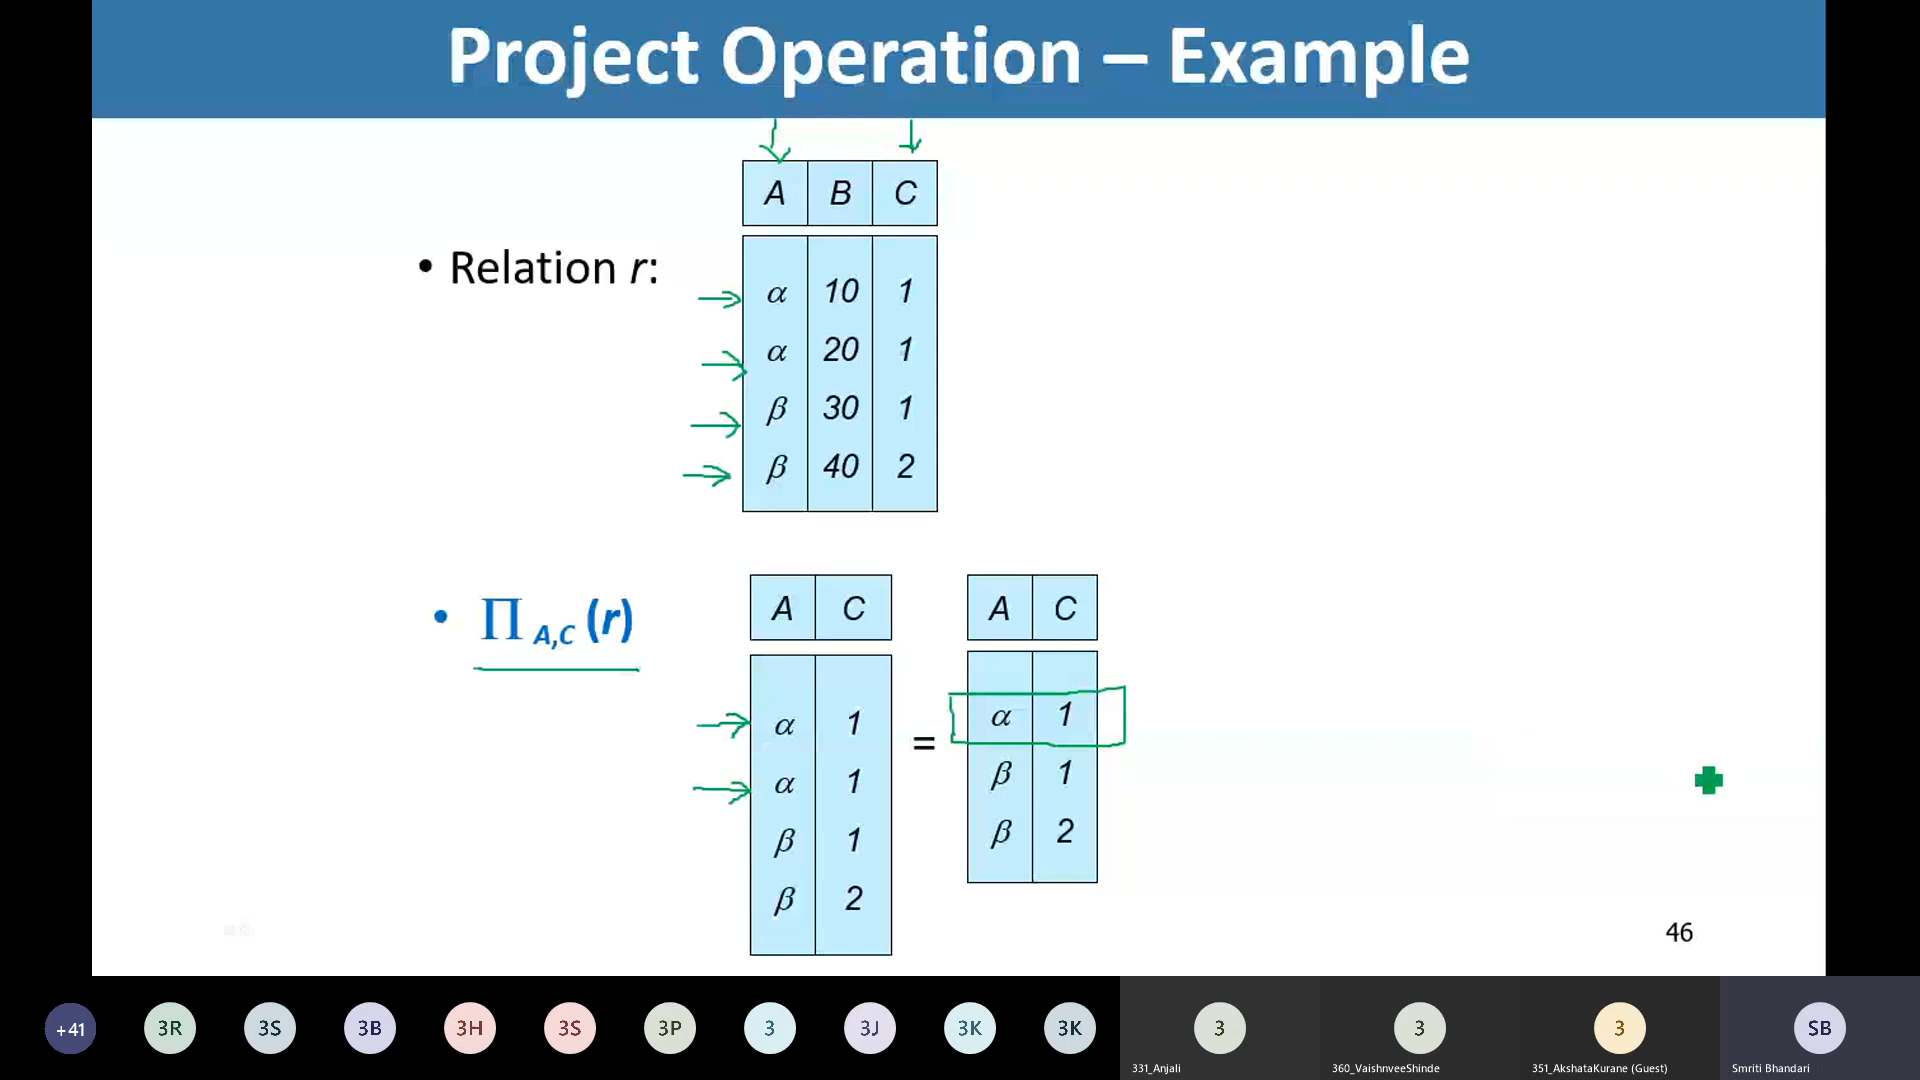 Project Operation – Example
A B C
• Relation r:
α 10 1
α 20 1
β 30 1
β 40 2
• ∏ A,C (r)
A C
A C
α 1
α 1
β 1
β 2
=
α 1
β 1
β 2
46
+41
3R
3S
3B
3H
3S
3P
3
3J
3K
3K
3
331_Anjali
3
360_VaishnveeShinde
3
351_AkshataKurane (Guest)
SB
Smriti Bhandari